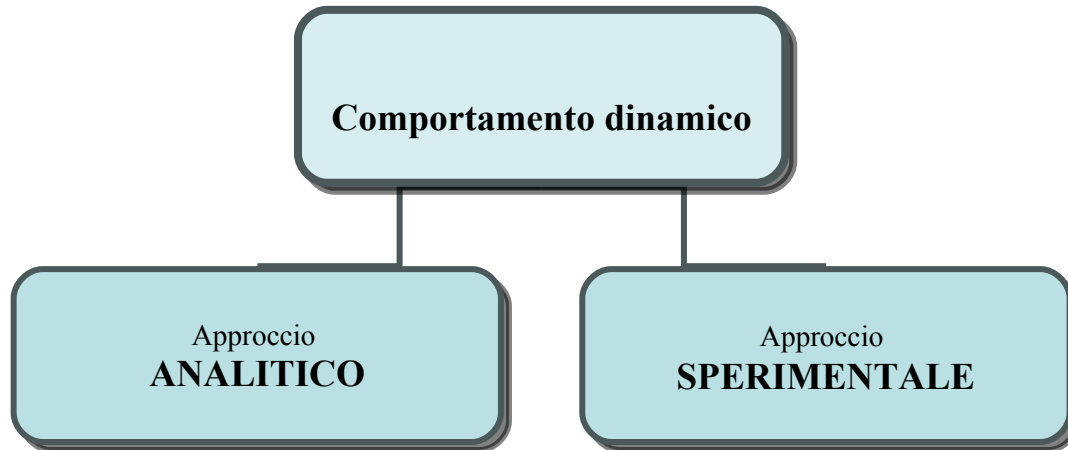 Comportamento dinamico
Approccio
ANALITICO
Approccio
SPERIMENTALE